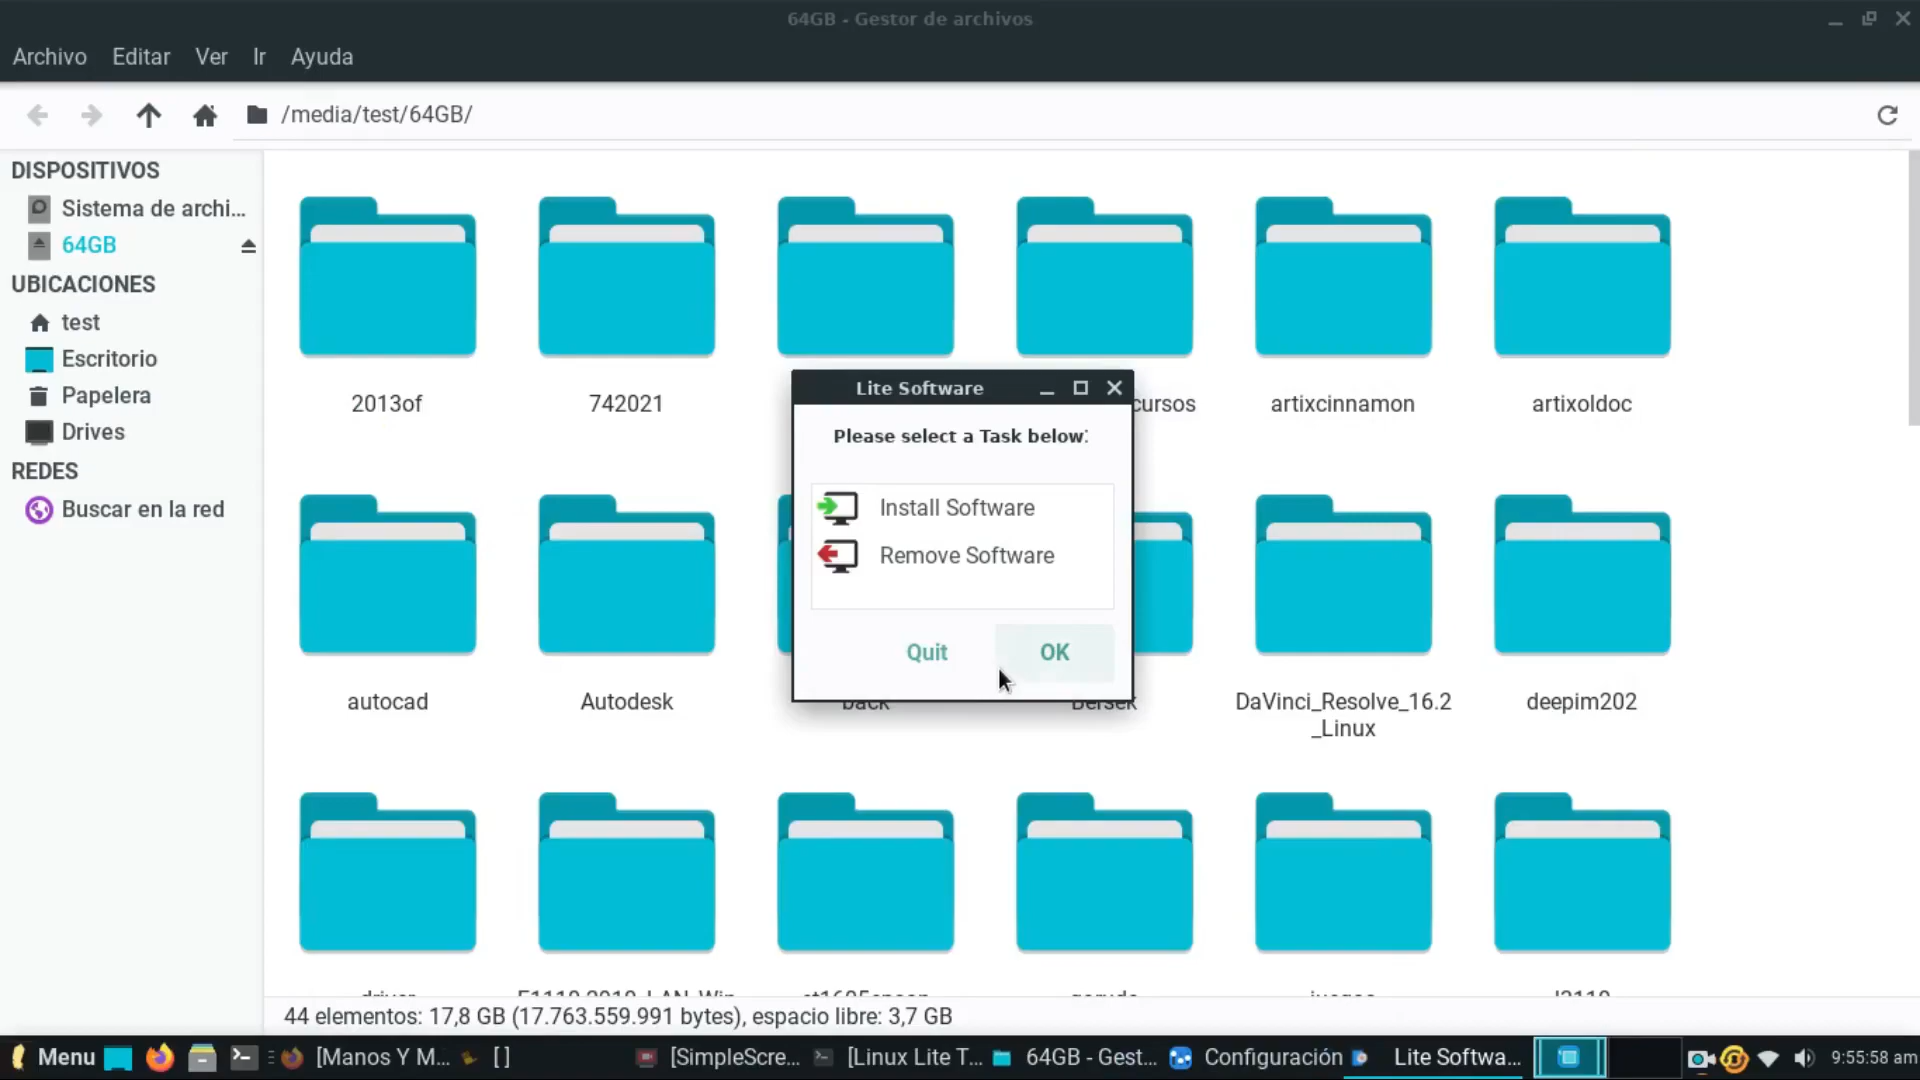 64GB - Gestor de archivos
Archivo Editar Ver Ir Ayuda
/media/test/64GB/
DISPOSITIVOS
Sistema de archi...
64GB
UBICACIONES
test
Escritorio
Papelera
Drives
REDES
Buscar en la red
2013of 742021 cursos artixcinnamon artixoldoc
Lite Software
Please select a Task below:
Install Software
Remove Software
Quit OK
autocad Autodesk back Bersek DaVinci_Resolve_16.2
_Linux
deepim202
44 elementos: 17,8 GB (17.763.559.991 bytes), espacio libre: 3,7 GB
Menu [Manos Y M... [] [SimpleScre... [Linux Lite T... 64GB - Gest... Configuración Lite Softwa... 9:55:58 am